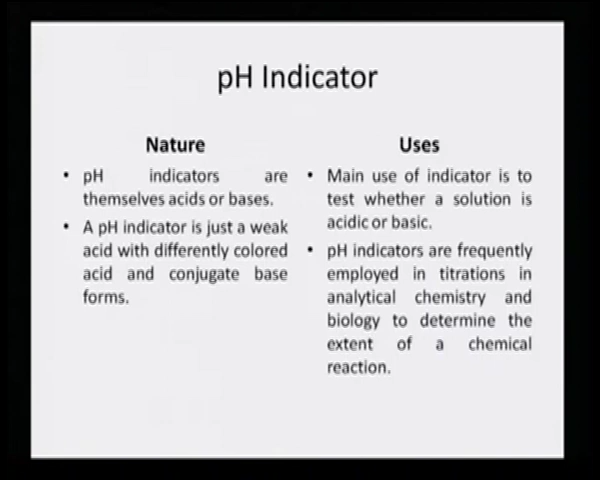 pH Indicator
Nature
• pH indicators are
themselves acids or bases.
• A pH indicator is just a weak
acid with differently colored
acid and conjugate base
forms.
Uses
• Main use of indicator is to
test whether a solution is
acidic or basic.
• pH indicators are frequently
employed in titrations in
analytical chemistry and
biology to determine the
extent of a chemical
reaction.